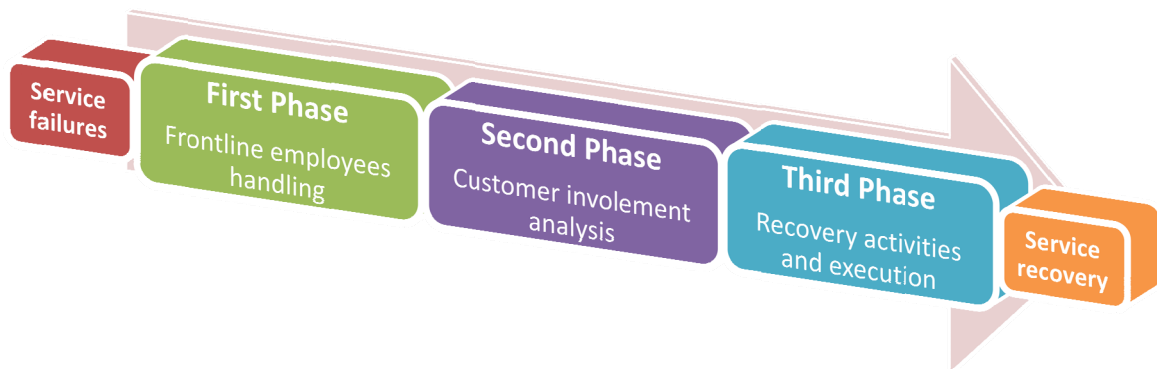 Service
failures
First Phase
Frontline employees
handling
Second Phase
Customer involement
analysis
Third Phase
Recovery activities
and execution
Service
recovery